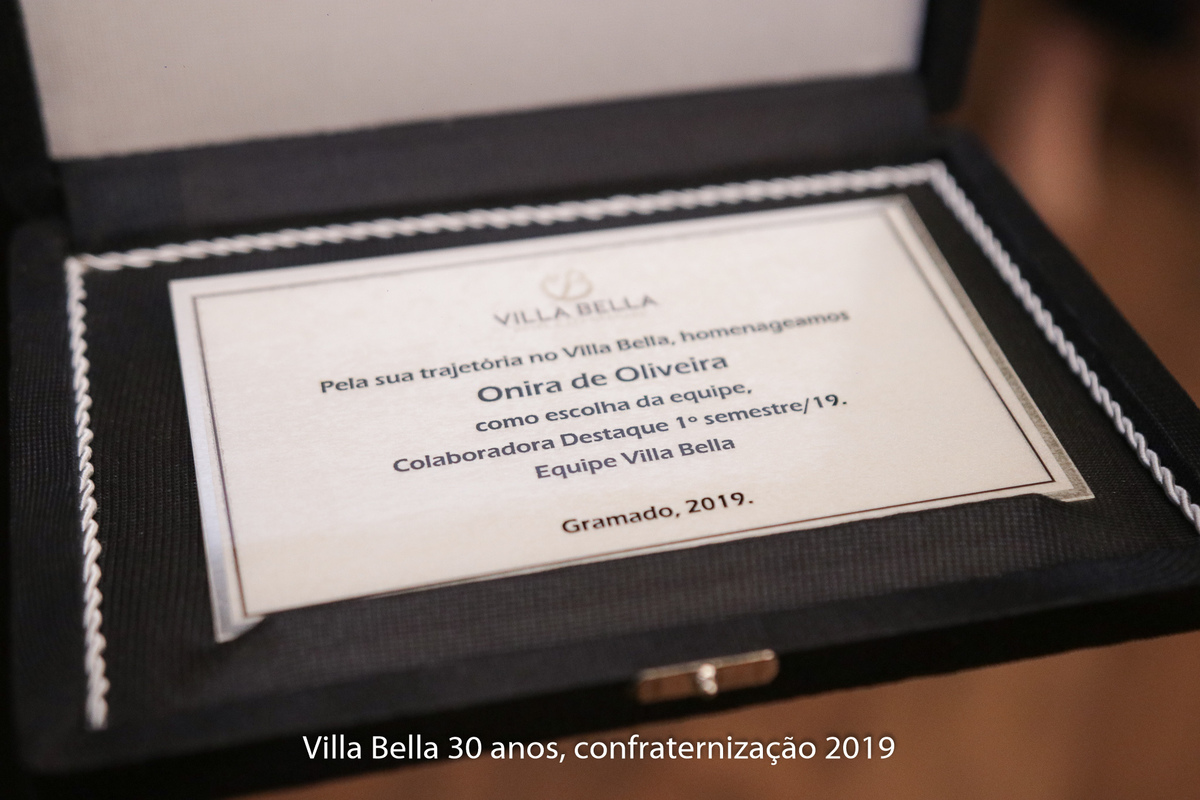 VILLA BELLA
Pela sua trajetória no Villa Bella, homenageamos
Onira de Oliveira
como escolha da equipe,
Colaboradora Destaque 1º semestre/19.
Equipe Villa Bella
Gramado, 2019.
Villa Bella 30 anos, confraternização 2019